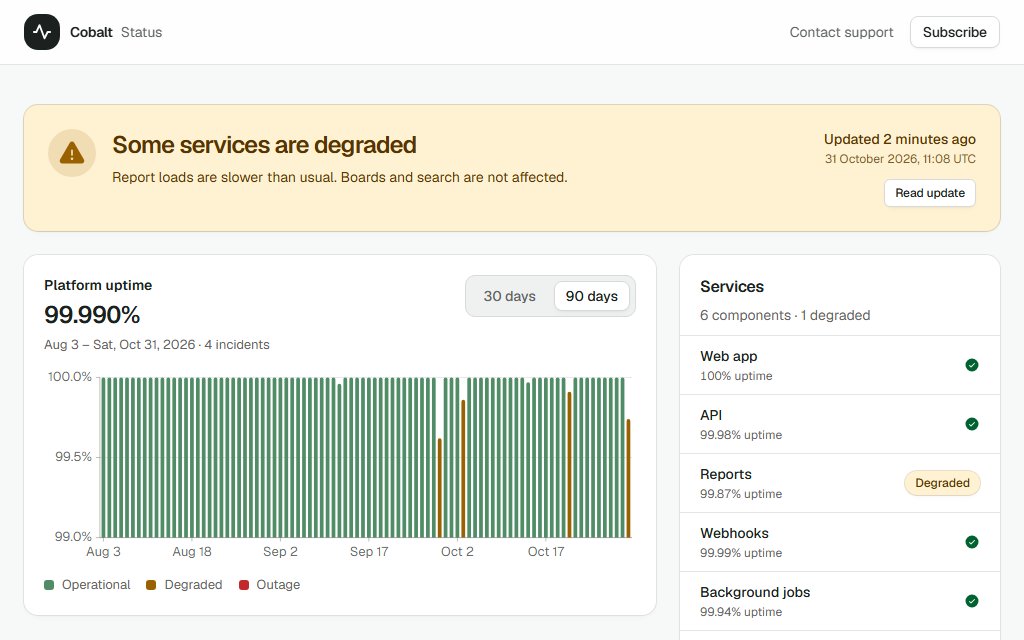 Cobalt Status
Contact support
Subscribe
Some services are degraded
Report loads are slower than usual. Boards and search are not affected.
Updated 2 minutes ago
31 October 2026, 11:08 UTC
Read update
Platform uptime
99.990%
Aug 3 – Sat, Oct 31, 2026 · 4 incidents
30 days
90 days
100.0%
99.5%
99.0%
Aug 3
Aug 18
Sep 2
Sep 17
Oct 2
Oct 17
Operational
Degraded
Outage
Services
6 components · 1 degraded
Web app
100% uptime
API
99.98% uptime
Reports
99.87% uptime
Degraded
Webhooks
99.99% uptime
Background jobs
99.94% uptime